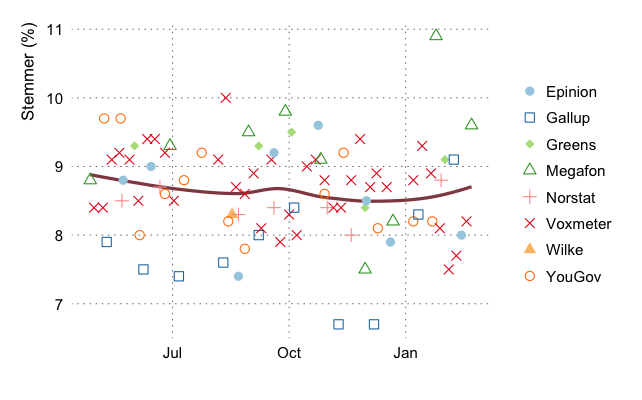 Stemmer (%)
11
10
9
8
7
Jul
Oct
Jan
Epinion
Gallup
Greens
Megafon
Norstat
Voxmeter
Wilke
YouGov